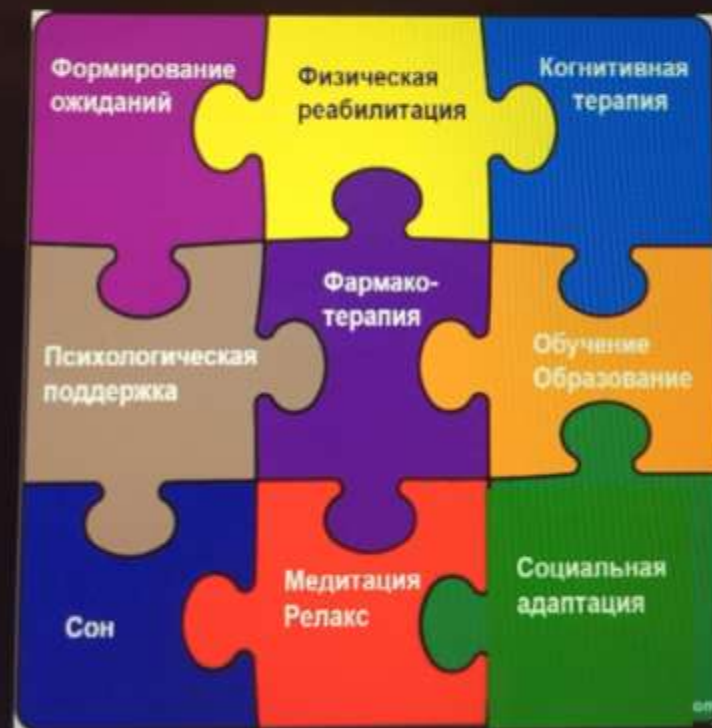 Формирование
ожиданий
Физическая
реабилитация
Когнитивная
терапия
Психологическая
поддержка
Фармако-
терапия
Обучение
Образование
Сон
Медитация
Релакс
Социальная
адаптация